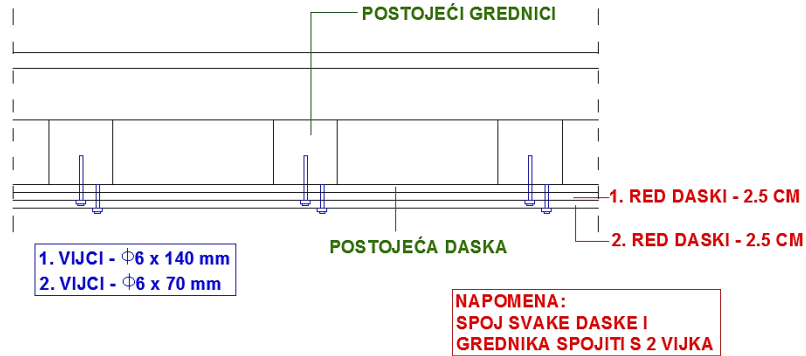 POSTOJEĆI GREDNICI
1. RED DASKI - 2.5 CM
POSTOJEĆA DASKA
2. RED DASKI - 2.5 CM
1. VIJCI - ϕ6 x 140 mm
2. VIJCI - ϕ6 x 70 mm
NAPOMENA:
SPOJ SVAKE DASKE I
GREDNIKA SPOJITI S 2 VIJKA